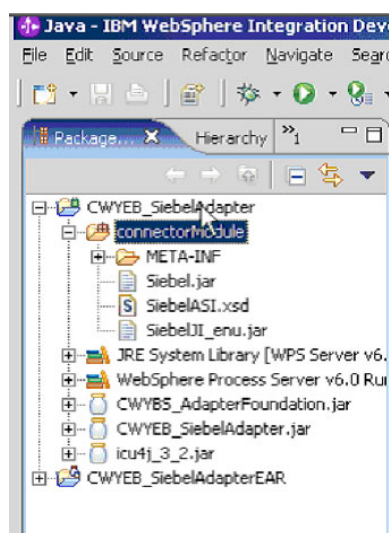 Java - IBM WebSphere Integration Dev
File Edit Source Refactor Navigate Sear
Package... Hierarchy »1
CWYEB_SiebelAdapter
connectorModule
META-INF
Siebel.jar
SiebelASI.xsd
SiebelJI_enu.jar
JRE System Library [WPS Server v6.
WebSphere Process Server v6.0 Ru
CWYBS_AdapterFoundation.jar
CWYEB_SiebelAdapter.jar
icu4j_3_2.jar
CWYEB_SiebelAdapterEAR